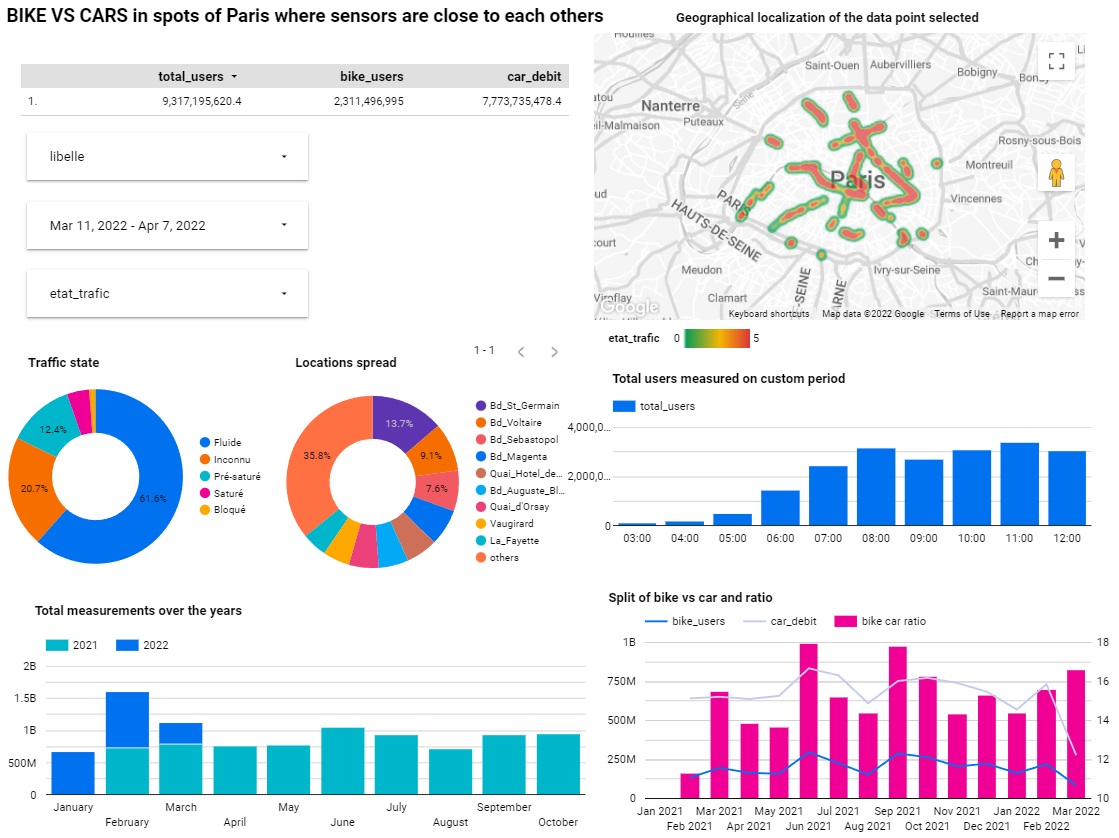 BIKE VS CARS in spots of Paris where sensors are close to each others
total_users bike_users car_debit
1. 9,317,195,620.4 2,311,496,995 7,773,735,478.4
libelle
Mar 11, 2022 - Apr 7, 2022
etat_trafic
Geographical localization of the data point selected
Houilles
Saint-Ouen Aubervilliers
Bobigny
Nanterre
Seine
Puteaux
eil-Malmaison
Rosny-sous-Bois
Montreuil
Paris
PARIS
HAUTS-DE-SEINE
Vincennes
Meudon
Ivry-sur-Seine
-SEINE
ARNE
Clamart
Saint-Maur
Viroflay
Google
Keyboard shortcuts Map data ©2022 Google Terms of Use Report a map error
etat_trafic 0 5
Traffic state
12.4%
20.7%
61.6%
Fluide
Inconnu
Pré-saturé
Saturé
Bloqué
1 - 1
Locations spread
13.7%
9.1%
7.6%
35.8%
Bd_St_Germain
Bd_Voltaire
Bd_Sebastopol
Bd_Magenta
Quai_Hotel_de...
Bd_Auguste_Bl...
Quai_d'Orsay
Vaugirard
La_Fayette
others
Total users measured on custom period
total_users
4,000,0...
2,000,0...
0
03:00 04:00 05:00 06:00 07:00 08:00 09:00 10:00 11:00 12:00
Total measurements over the years
2021 2022
2B
1.5B
1B
500M
0
January March May July September
February April June August October
Split of bike vs car and ratio
bike_users car_debit bike car ratio
1B 18
750M 16
500M 14
250M 12
0 10
Jan 2021 Mar 2021 May 2021 Jul 2021 Sep 2021 Nov 2021 Jan 2022 Mar 2022
Feb 2021 Apr 2021 Jun 2021 Aug 2021 Oct 2021 Dec 2021 Feb 2022